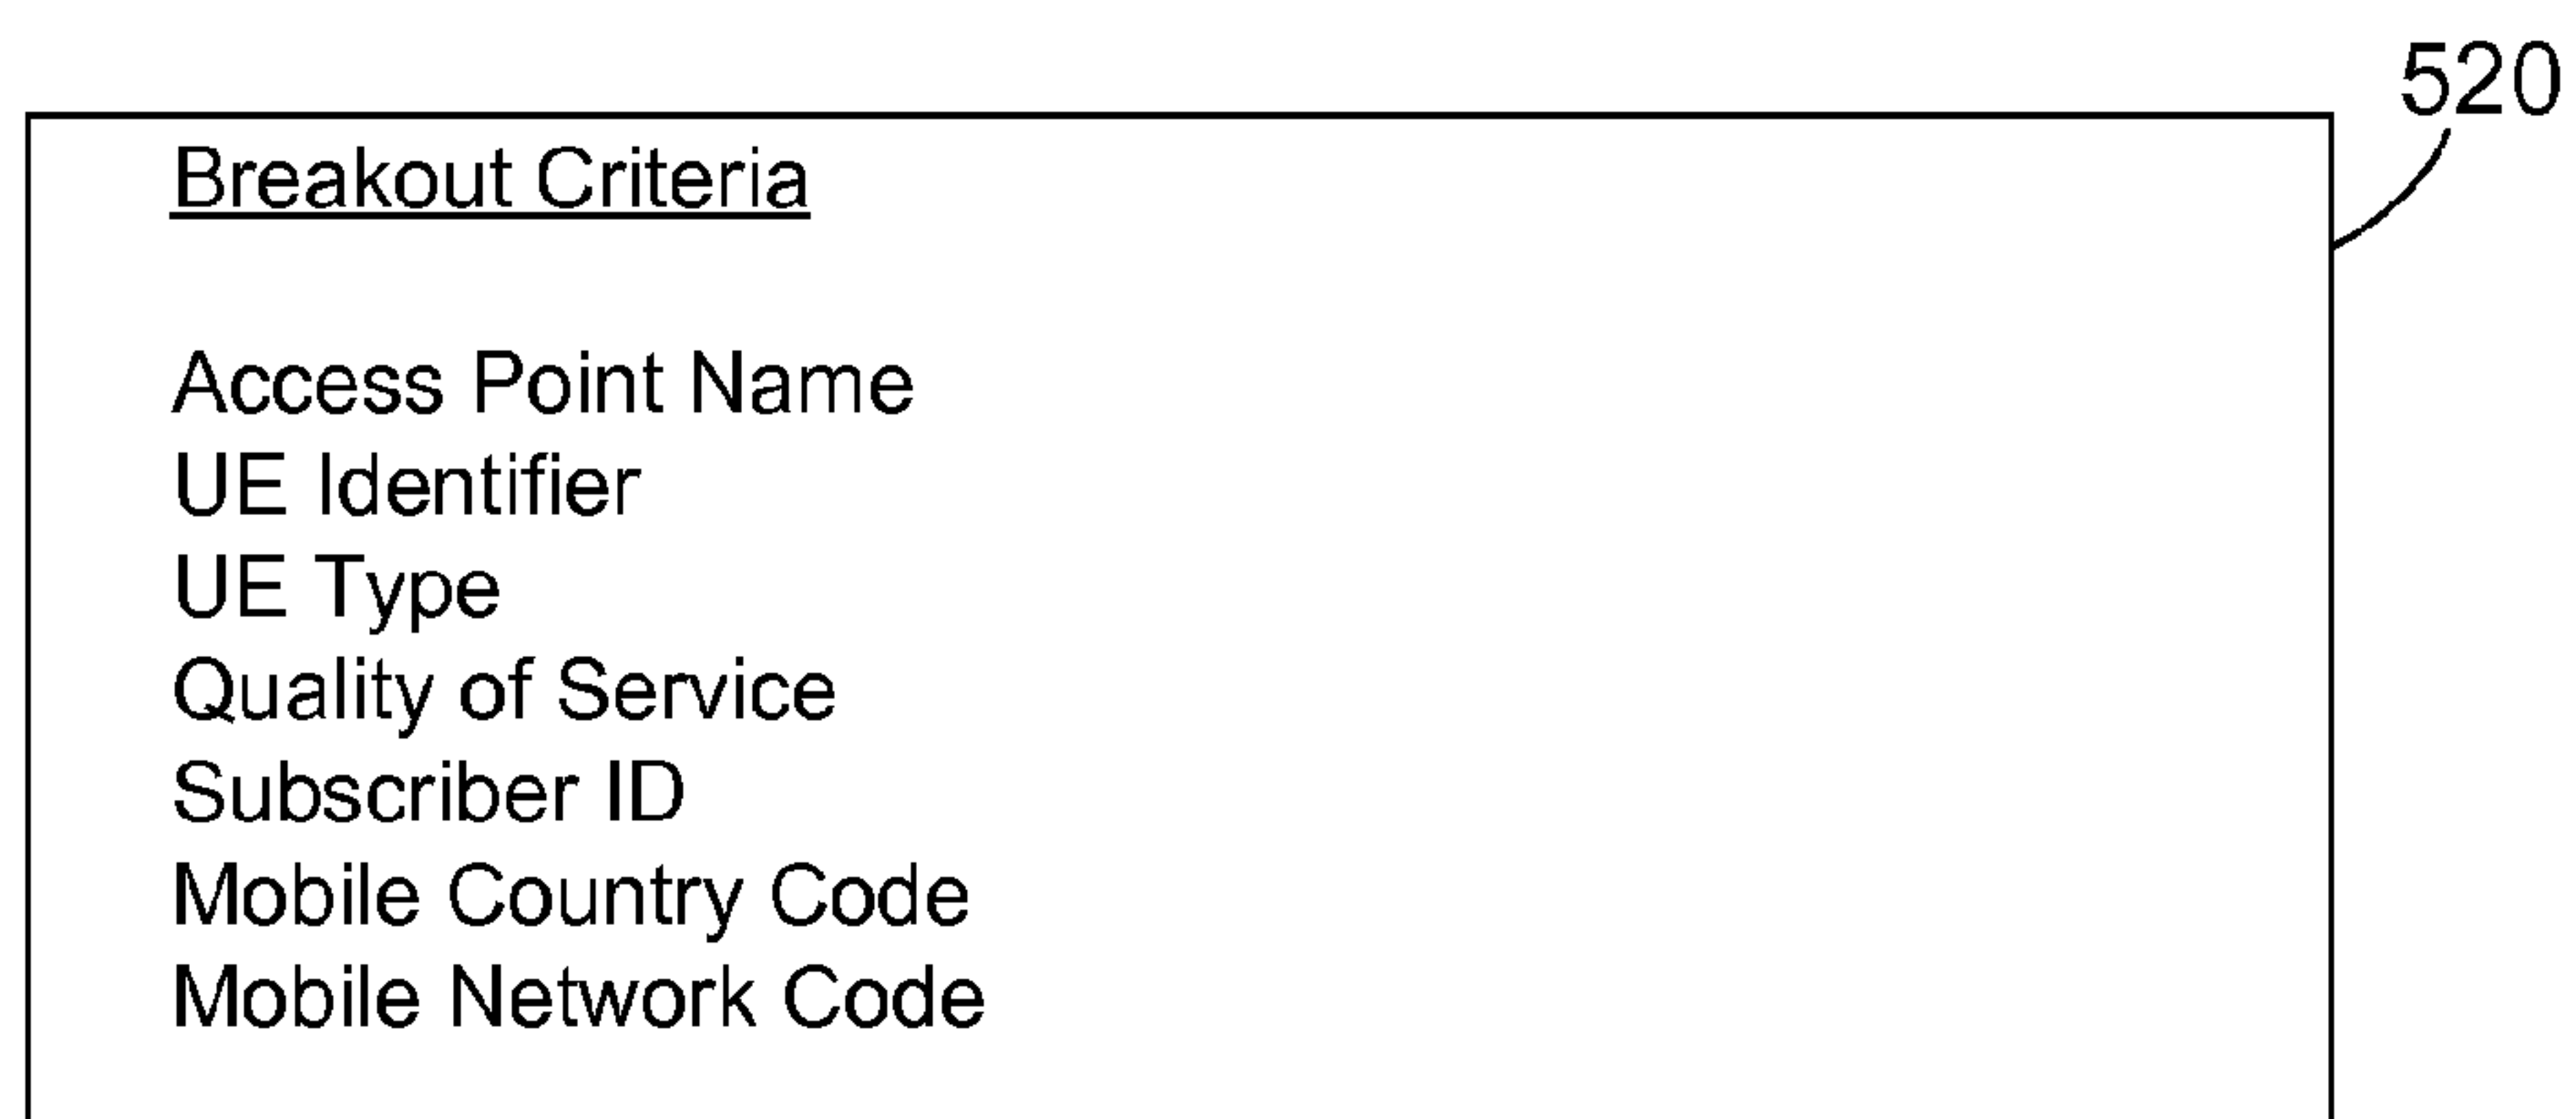 520
Breakout Criteria
Access Point Name
UE Identifier
UE Type
Quality of Service
Subscriber ID
Mobile Country Code
Mobile Network Code